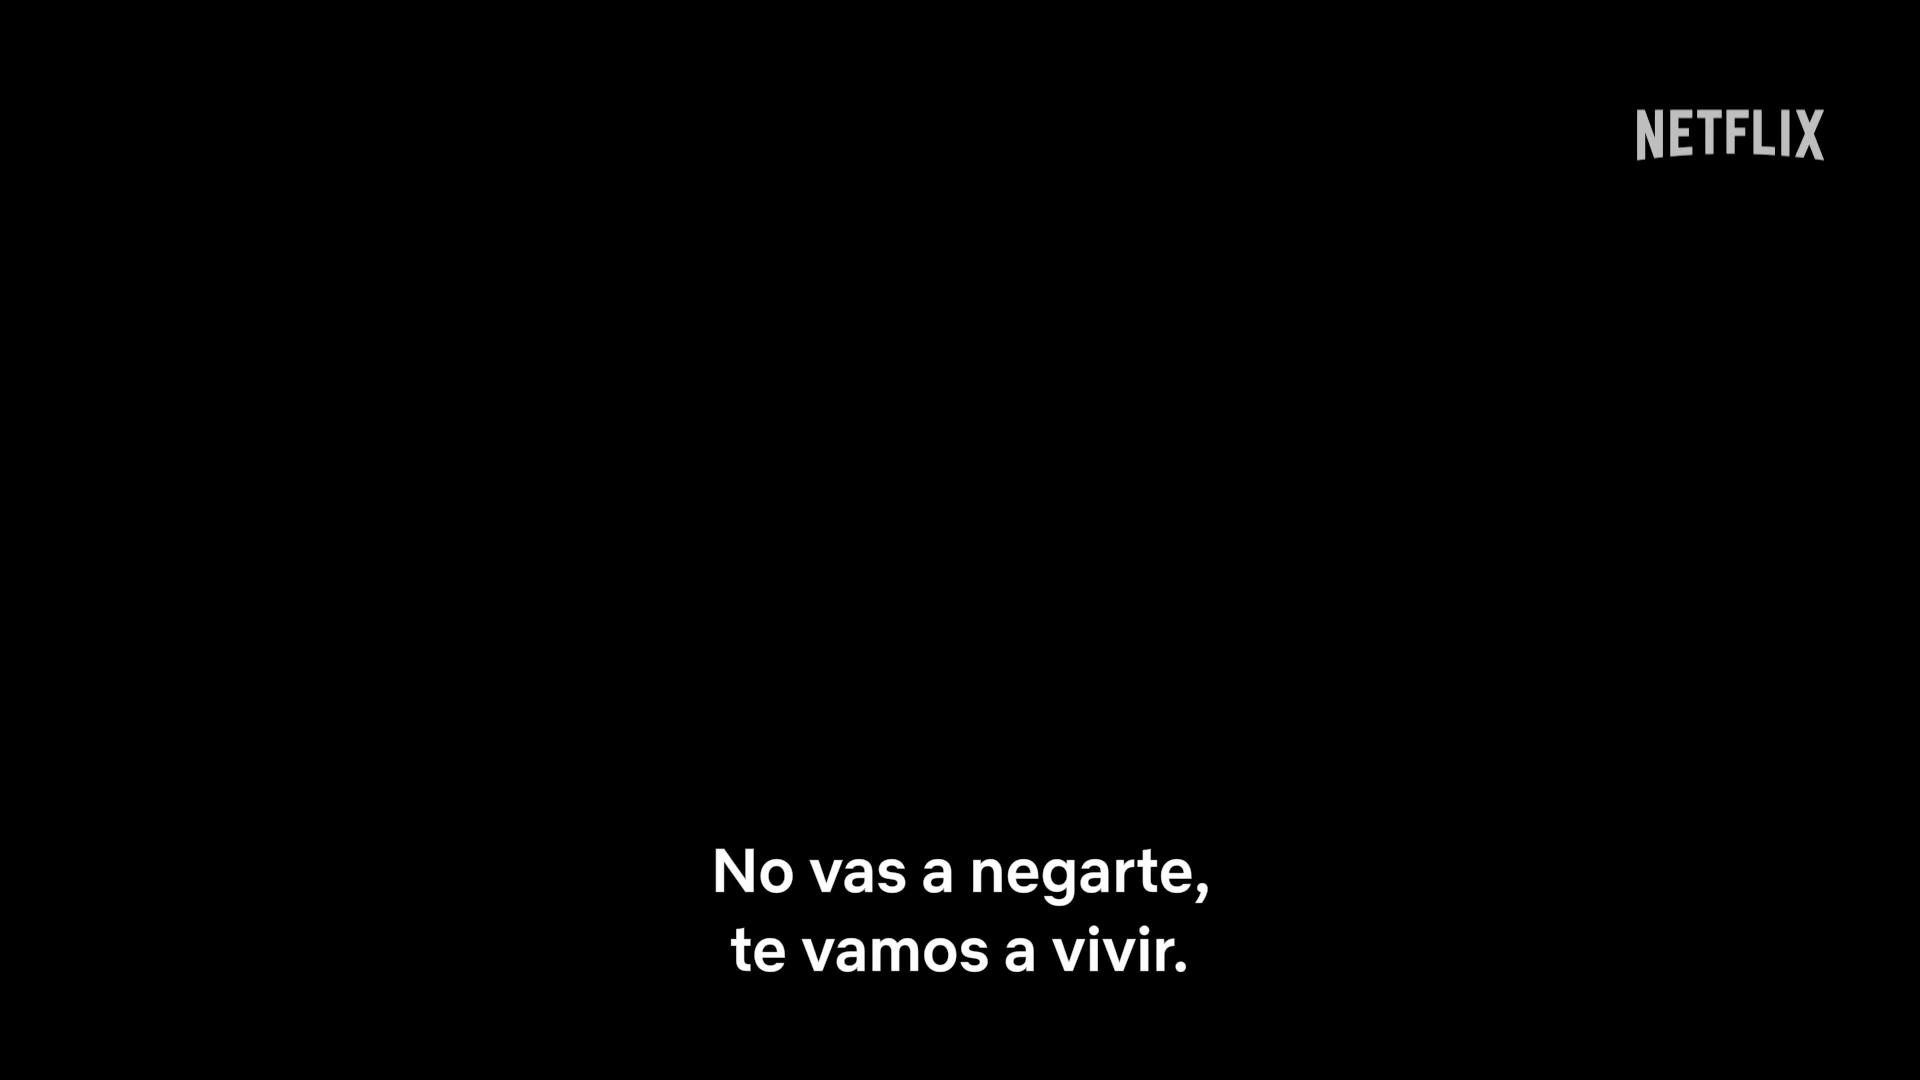 NETFLIX
No vas a negarte,
te vamos a vivir.